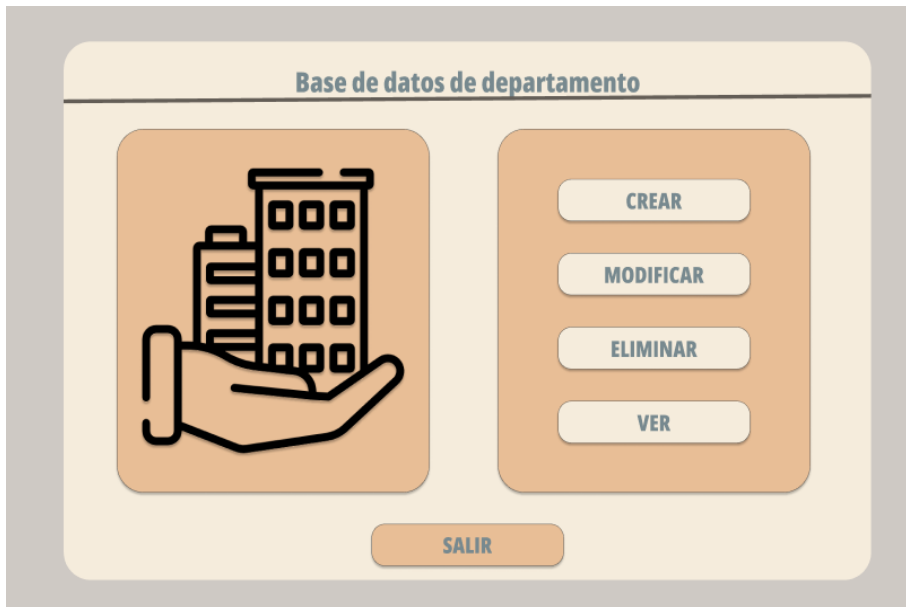 Base de datos de departamento
CREAR
MODIFICAR
ELIMINAR
VER
SALIR